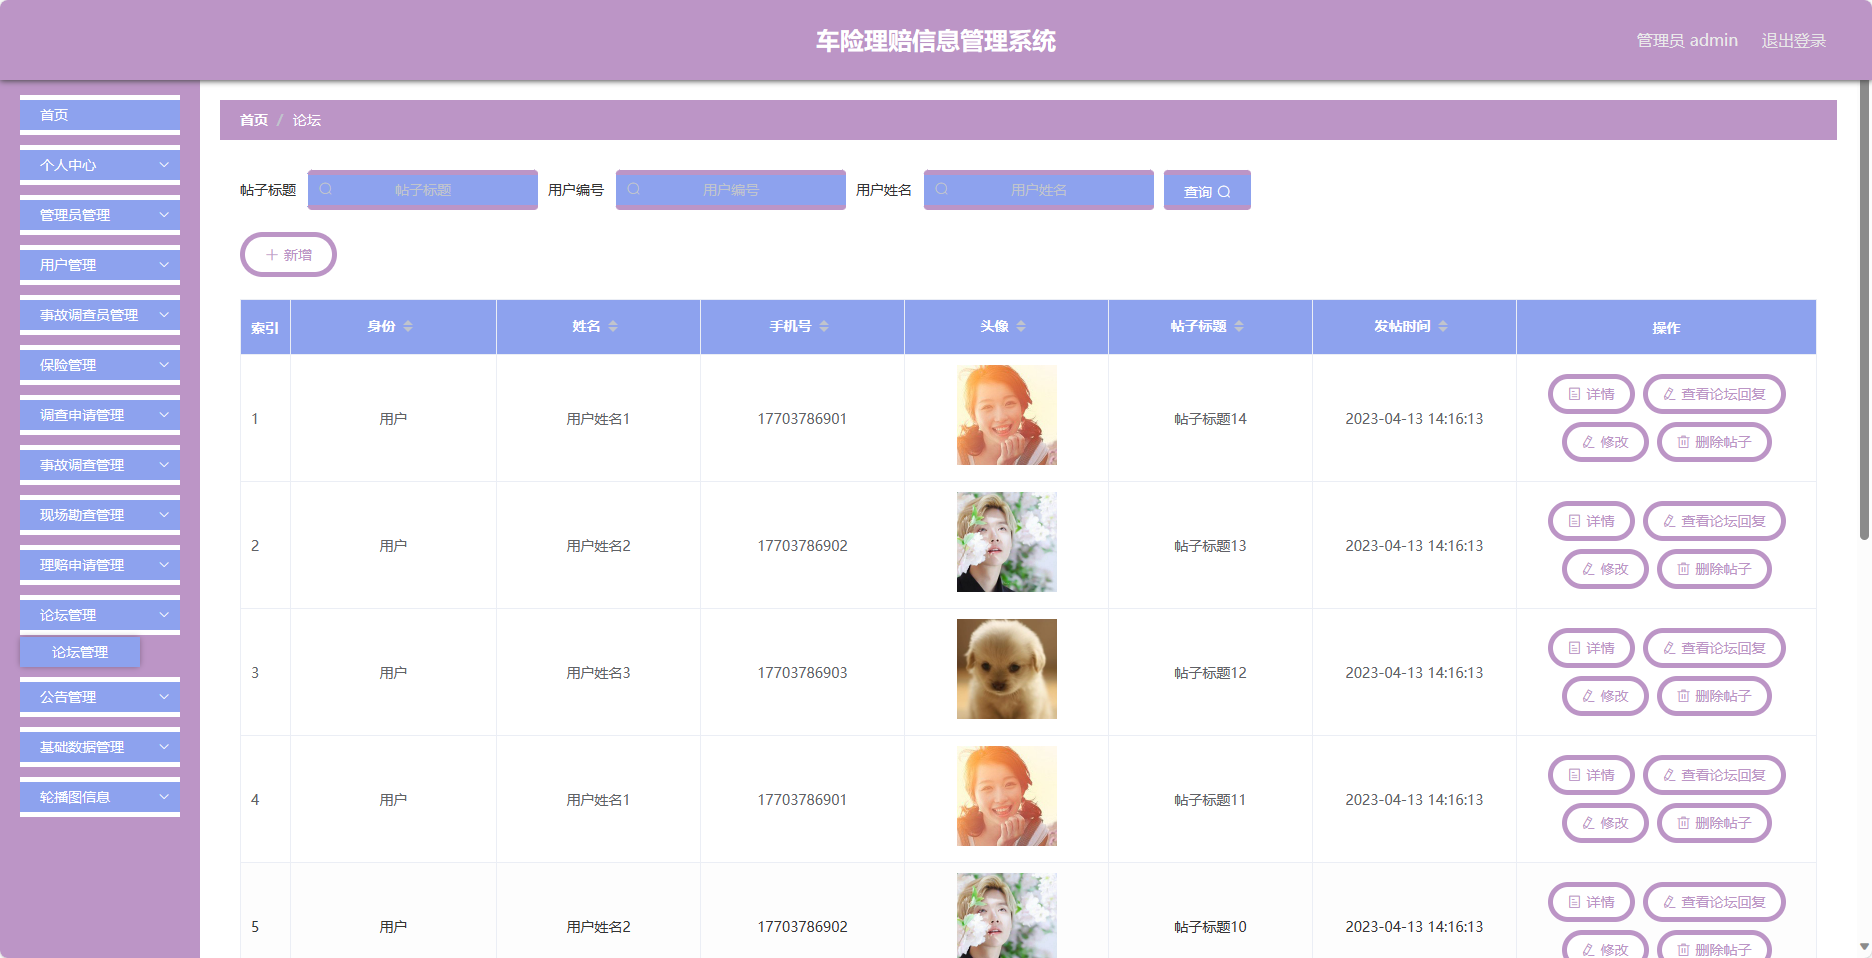 车险理赔信息管理系统
管理员 admin 退出登录
首页
个人中心
管理员管理
用户管理
事故调查员管理
保险管理
调查申请管理
事故调查管理
现场勘查管理
理赔申请管理
论坛管理
论坛管理
公告管理
基础数据管理
轮播图信息
首页 / 论坛
帖子标题 帖子标题 用户编号 用户编号 用户姓名 用户姓名 查询
新增
索引 身份 姓名 手机号 头像 帖子标题 发帖时间 操作
1 用户 用户姓名1 17703786901 帖子标题14 2023-04-13 14:16:13 详情 查看论坛回复
修改 删除帖子
2 用户 用户姓名2 17703786902 帖子标题13 2023-04-13 14:16:13 详情 查看论坛回复
修改 删除帖子
3 用户 用户姓名3 17703786903 帖子标题12 2023-04-13 14:16:13 详情 查看论坛回复
修改 删除帖子
4 用户 用户姓名1 17703786901 帖子标题11 2023-04-13 14:16:13 详情 查看论坛回复
修改 删除帖子
5 用户 用户姓名2 17703786902 帖子标题10 2023-04-13 14:16:13 详情 查看论坛回复
修改 删除帖子